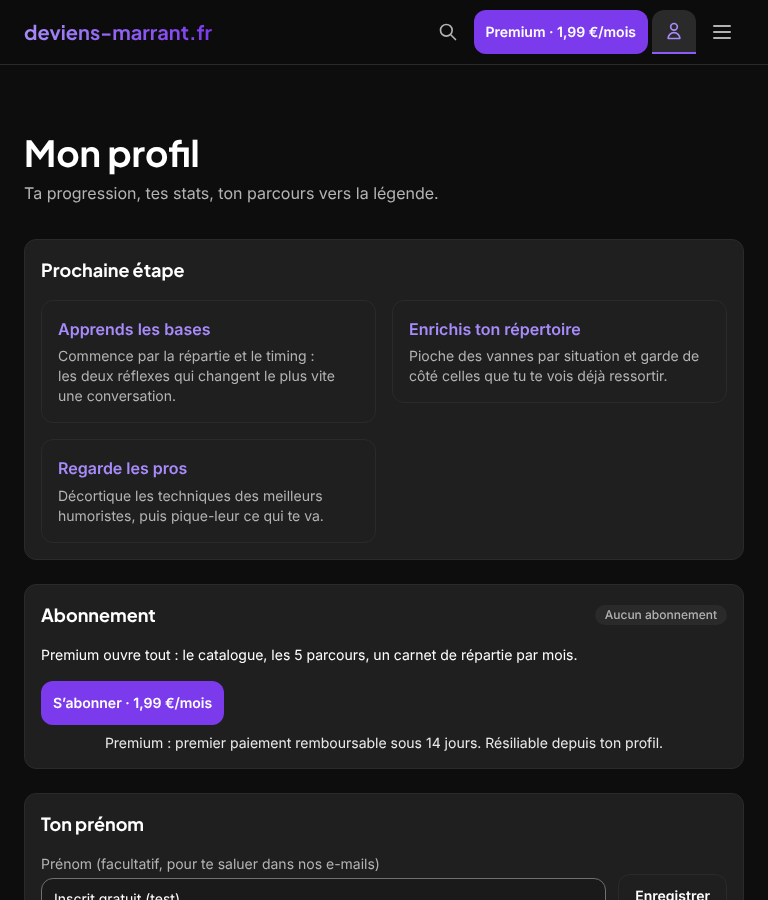 deviens-marrant.fr
Premium · 1,99 €/mois
Mon profil
Ta progression, tes stats, ton parcours vers la légende.
Prochaine étape
Apprends les bases
Commence par la répartie et le timing :
les deux réflexes qui changent le plus vite
une conversation.
Enrichis ton répertoire
Pioche des vannes par situation et garde de
côté celles que tu te vois déjà ressortir.
Regarde les pros
Décortique les techniques des meilleurs
humoristes, puis pique-leur ce qui te va.
Abonnement
Aucun abonnement
Premium ouvre tout : le catalogue, les 5 parcours, un carnet de répartie par mois.
S’abonner · 1,99 €/mois
Premium : premier paiement remboursable sous 14 jours. Résiliable depuis ton profil.
Ton prénom
Prénom (facultatif, pour te saluer dans nos e-mails)
Inscrit gratuit (test)
Enregistrer